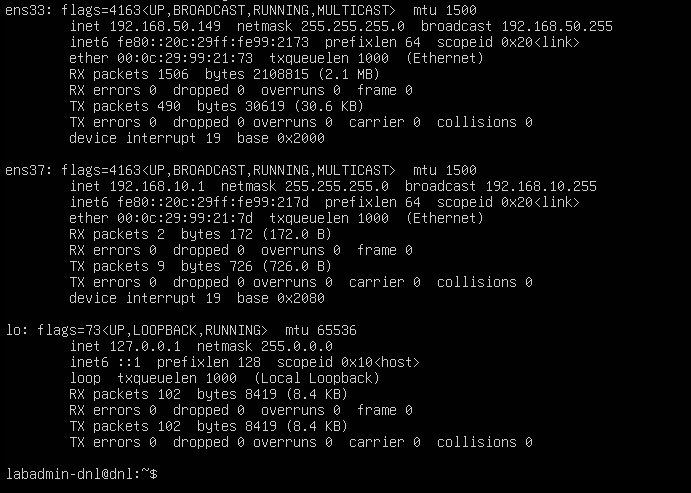 ens33: flags=4163<UP,BROADCAST,RUNNING,MULTICAST>  mtu 1500
        inet 192.168.50.149  netmask 255.255.255.0  broadcast 192.168.50.255
        inet6 fe80::20c:29ff:fe99:2173  prefixlen 64  scopeid 0x20<link>
        ether 00:0c:29:99:21:73  txqueuelen 1000  (Ethernet)
        RX packets 1506  bytes 2108815 (2.1 MB)
        RX errors 0  dropped 0  overruns 0  frame 0
        TX packets 490  bytes 30619 (30.6 KB)
        TX errors 0  dropped 0 overruns 0  carrier 0  collisions 0
        device interrupt 19  base 0x2000

ens37: flags=4163<UP,BROADCAST,RUNNING,MULTICAST>  mtu 1500
        inet 192.168.10.1  netmask 255.255.255.0  broadcast 192.168.10.255
        inet6 fe80::20c:29ff:fe99:217d  prefixlen 64  scopeid 0x20<link>
        ether 00:0c:29:99:21:7d  txqueuelen 1000  (Ethernet)
        RX packets 2  bytes 172 (172.0 B)
        RX errors 0  dropped 0  overruns 0  frame 0
        TX packets 9  bytes 726 (726.0 B)
        TX errors 0  dropped 0 overruns 0  carrier 0  collisions 0
        device interrupt 19  base 0x2080

lo: flags=73<UP,LOOPBACK,RUNNING>  mtu 65536
        inet 127.0.0.1  netmask 255.0.0.0
        inet6 ::1  prefixlen 128  scopeid 0x10<host>
        loop  txqueuelen 1000  (Local Loopback)
        RX packets 102  bytes 8419 (8.4 KB)
        RX errors 0  dropped 0  overruns 0  frame 0
        TX packets 102  bytes 8419 (8.4 KB)
        TX errors 0  dropped 0 overruns 0  carrier 0  collisions 0

labadmin-dnl@dnl:~$